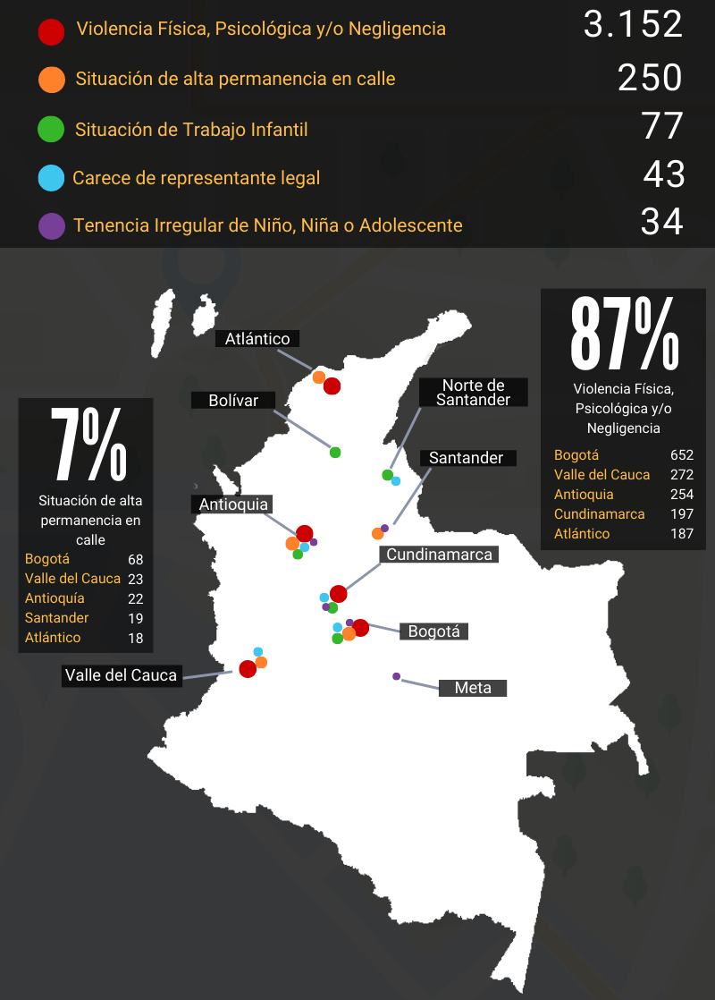 Violencia Física, Psicológica y/o Negligencia 3.152
Situación de alta permanencia en calle 250
Situación de Trabajo Infantil 77
Carece de representante legal 43
Tenencia Irregular de Niño, Niña o Adolescente 34
87%
Violencia Física,
Psicológica y/o
Negligencia
Bogotá 652
Valle del Cauca 272
Antioquia 254
Cundinamarca 197
Atlántico 187
Atlántico
Bolívar
Norte de
Santander
Santander
Antioquia
Cundinamarca
Bogotá
Valle del Cauca
Meta
7%
Situación de alta
permanencia en
calle
Bogotá 68
Valle del Cauca 23
Antioquía 22
Santander 19
Atlántico 18